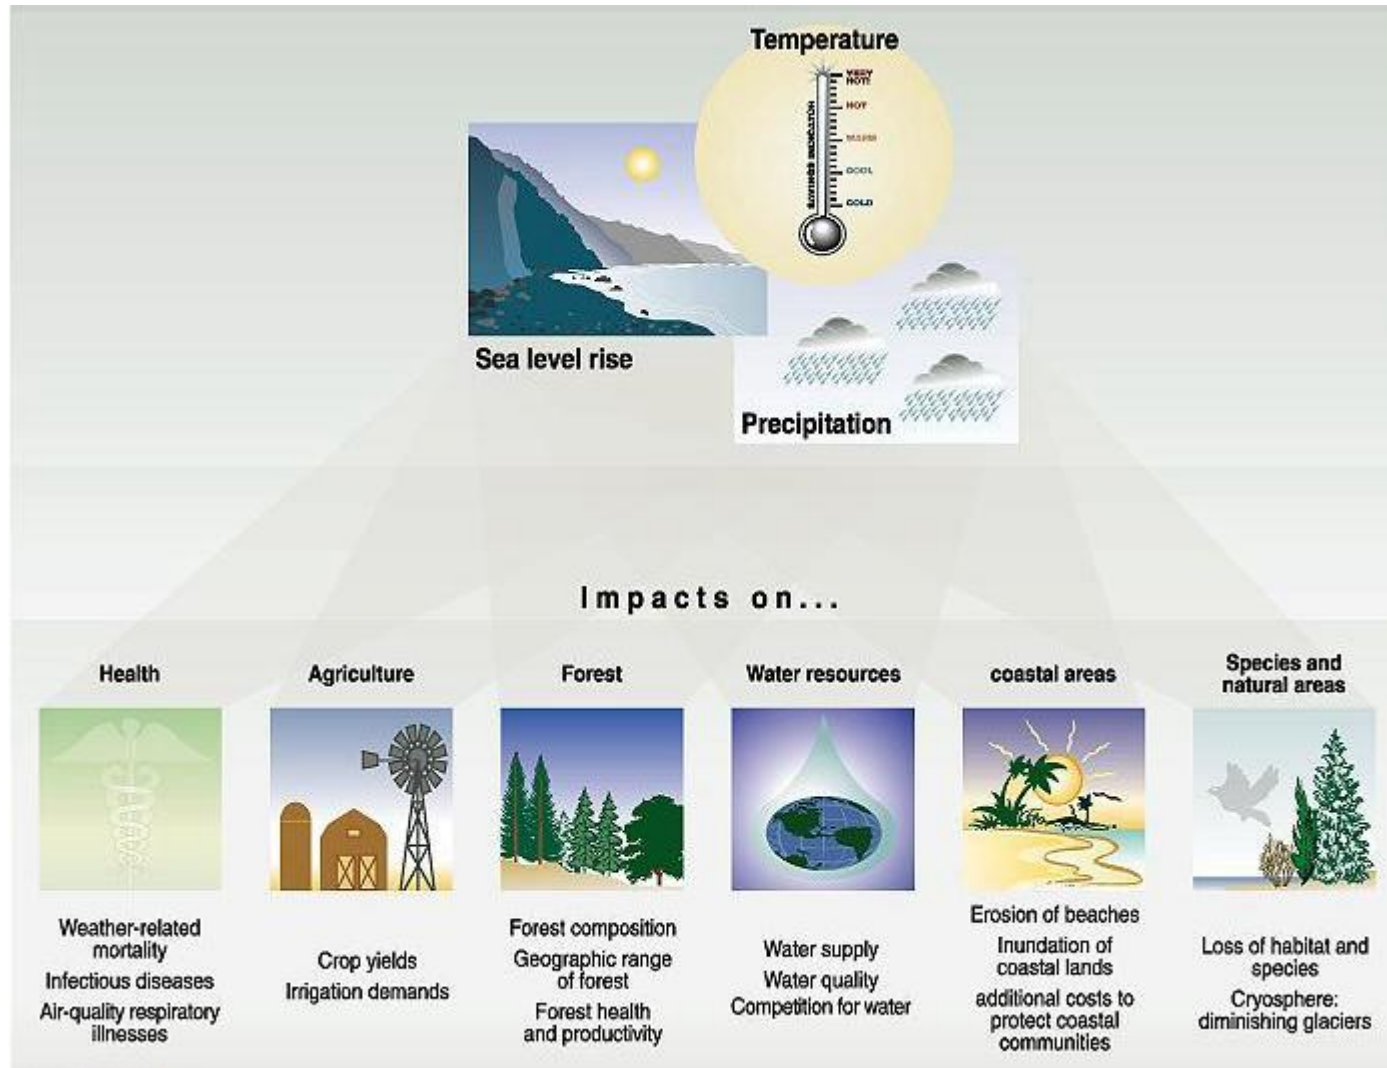 Temperature
VERY
HOT!
HOT
WARM
COOL
COLD
Sea level rise
Precipitation
Impacts on...
Health
Agriculture
Forest
Water resources
coastal areas
Species and
natural areas
Weather-related
mortality
Infectious diseases
Air-quality respiratory
illnesses
Crop yields
Irrigation demands
Forest composition
Geographic range
of forest
Forest health
and productivity
Water supply
Water quality
Competition for water
Erosion of beaches
Inundation of
coastal lands
additional costs to
protect coastal
communities
Loss of habitat and
species
Cryosphere:
diminishing glaciers